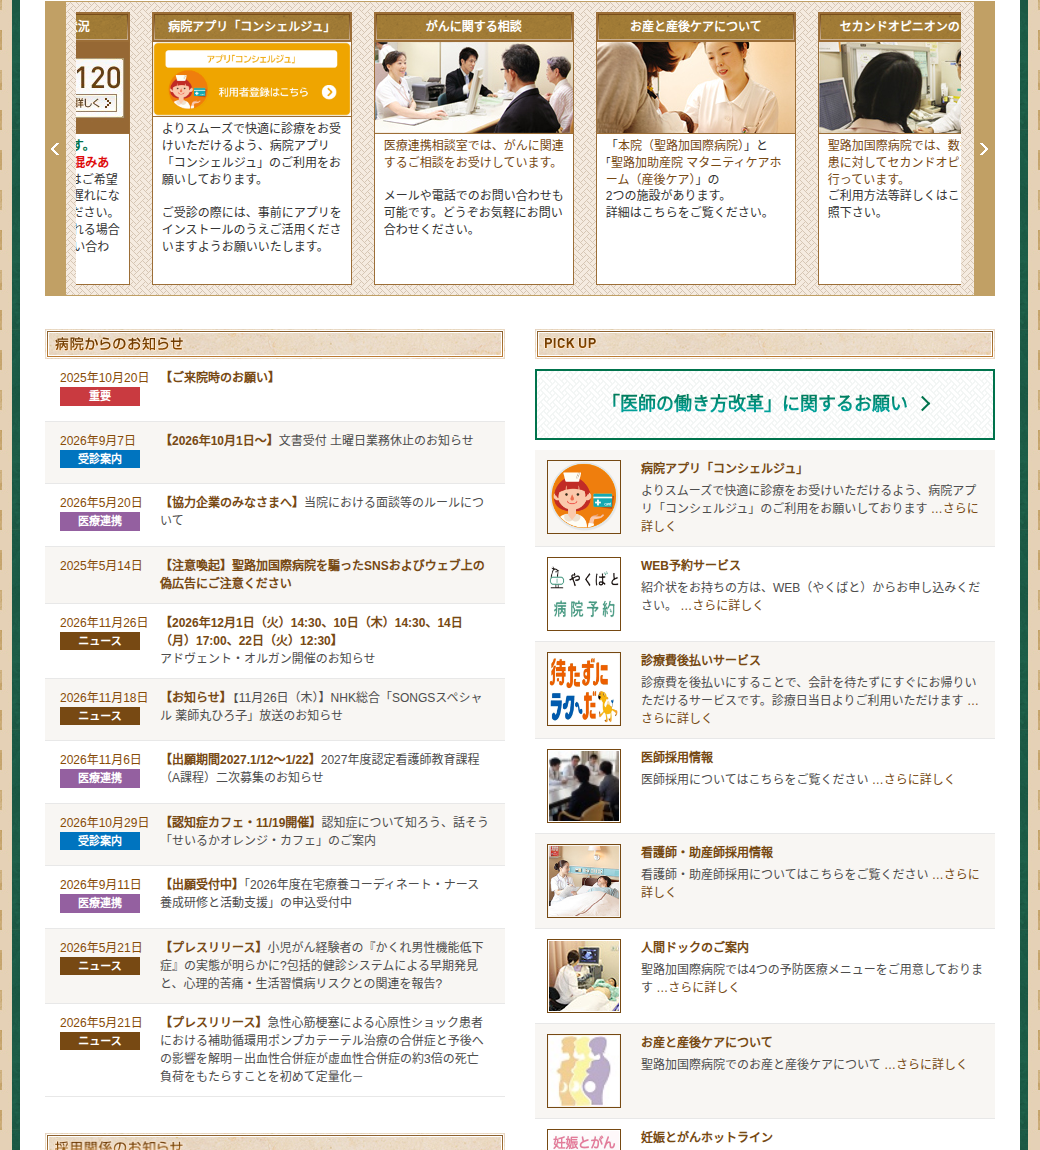 況
120
詳しく
す。
混みあ
はご希望
遅れにな
ださい。
れる場合
い合わ
病院アプリ「コンシェルジュ」
アプリ「コンシェルジュ」
利用者登録はこちら
よりスムーズで快適に診療をお受
けいただけるよう、病院アプリ
「コンシェルジュ」のご利用をお
願いしております。
ご受診の際には、事前にアプリを
インストールのうえご活用くださ
いますようお願いいたします。
がんに関する相談
医療連携相談室では、がんに関連
するご相談をお受けしています。
メールや電話でのお問い合わせも
可能です。どうぞお気軽にお問い
合わせください。
お産と産後ケアについて
「本院（聖路加国際病院）」と
「聖路加助産院 マタニティケアホ
ーム（産後ケア）」の
2つの施設があります。
詳細はこちらをご覧ください。
セカンドオピニオンの
聖路加国際病院では、数
患に対してセカンドオピ
行っています。
ご利用方法等詳しくはこ
照下さい。
病院からのお知らせ
2025年10月20日
重要
【ご来院時のお願い】
2026年9月7日
受診案内
【2026年10月1日～】文書受付 土曜日業務休止のお知らせ
2026年5月20日
医療連携
【協力企業のみなさまへ】当院における面談等のルールにつ
いて
2026年5月14日
【注意喚起】聖路加国際病院を騙ったSNSおよびウェブ上の
偽広告にご注意ください
2026年11月26日
ニュース
【2026年12月1日（火）14:30、10日（木）14:30、14日
（月）17:00、22日（火）12:30】
アドヴェント・オルガン開催のお知らせ
2026年11月18日
ニュース
【お知らせ】【11月26日（木）】NHK総合「SONGSスペシャ
ル 薬師丸ひろ子」放送のお知らせ
2026年11月6日
医療連携
【出願期間2027.1/12～1/22】2027年度認定看護師教育課程
（A課程）二次募集のお知らせ
2026年10月29日
受診案内
【認知症カフェ・11/19開催】認知症について知ろう、話そう
「せいるかオレンジ・カフェ」のご案内
2026年9月11日
医療連携
【出願受付中】「2026年度在宅療養コーディネート・ナース
養成研修と活動支援」の申込受付中
2026年5月21日
ニュース
【プレスリリース】小児がん経験者の『かくれ男性機能低下
症』の実態が明らかに?包括的健診システムによる早期発見
と、心理的苦痛・生活習慣病リスクとの関連を報告?
2026年5月21日
ニュース
【プレスリリース】急性心筋梗塞による心原性ショック患者
における補助循環用ポンプカテーテル治療の合併症と予後へ
の影響を解明－出血性合併症が虚血性合併症の約3倍の死亡
負荷をもたらすことを初めて定量化－
採用関係のお知らせ
PICK UP
「医師の働き方改革」に関するお願い
病院アプリ「コンシェルジュ」
よりスムーズで快適に診療をお受けいただけるよう、病院アプ
リ「コンシェルジュ」のご利用をお願いしております …さらに
詳しく
やくばと
病院予約
WEB予約サービス
紹介状をお持ちの方は、WEB（やくばと）からお申し込みくだ
さい。 …さらに詳しく
待たずに
ラク～だ
診療費後払いサービス
診療費を後払いにすることで、会計を待たずにすぐにお帰りい
ただけるサービスです。診療日当日よりご利用いただけます …
さらに詳しく
医師採用情報
医師採用についてはこちらをご覧ください …さらに詳しく
看護師・助産師採用情報
看護師・助産師採用についてはこちらをご覧ください …さらに
詳しく
人間ドックのご案内
聖路加国際病院では4つの予防医療メニューをご用意しておりま
す …さらに詳しく
お産と産後ケアについて
聖路加国際病院でのお産と産後ケアについて …さらに詳しく
妊娠とがん
妊娠とがんホットライン